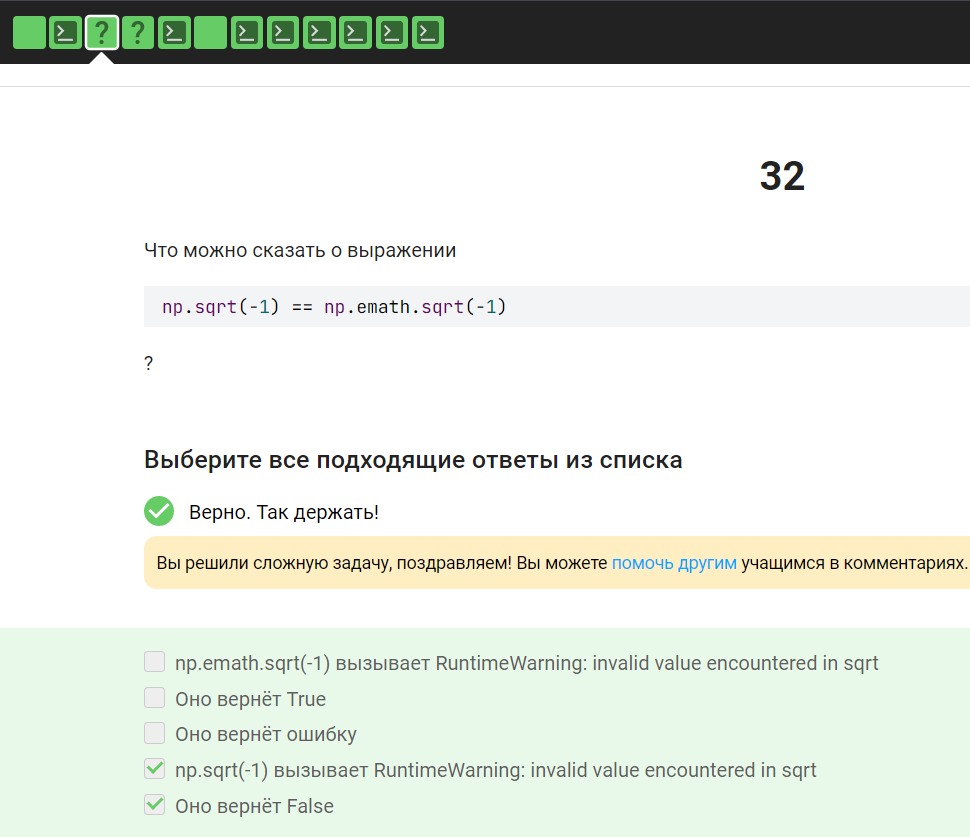 ? ?
32
Что можно сказать о выражении
np.sqrt(-1) == np.emath.sqrt(-1)
?
Выберите все подходящие ответы из списка
Верно. Так держать!
Вы решили сложную задачу, поздравляем! Вы можете помочь другим учащимся в комментариях.
np.emath.sqrt(-1) вызывает RuntimeWarning: invalid value encountered in sqrt
Оно вернёт True
Оно вернёт ошибку
np.sqrt(-1) вызывает RuntimeWarning: invalid value encountered in sqrt
Оно вернёт False